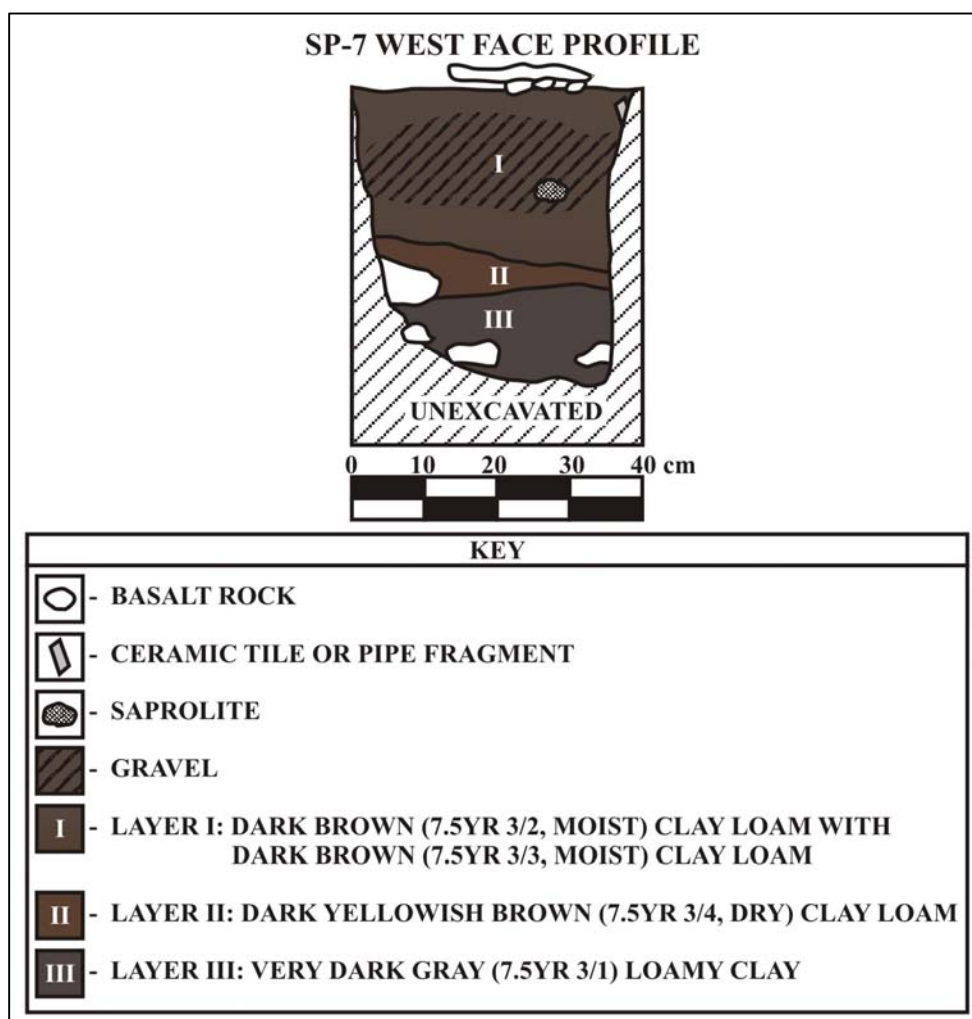 SP-7 WEST FACE PROFILE
I
II
III
UNEXCAVATED
0 10 20 30 40 cm
KEY
- BASALT ROCK
- CERAMIC TILE OR PIPE FRAGMENT
- SAPROLITE
- GRAVEL
I - LAYER I: DARK BROWN (7.5YR 3/2, MOIST) CLAY LOAM WITH
DARK BROWN (7.5YR 3/3, MOIST) CLAY LOAM
II - LAYER II: DARK YELLOWISH BROWN (7.5YR 3/4, DRY) CLAY LOAM
III - LAYER III: VERY DARK GRAY (7.5YR 3/1) LOAMY CLAY